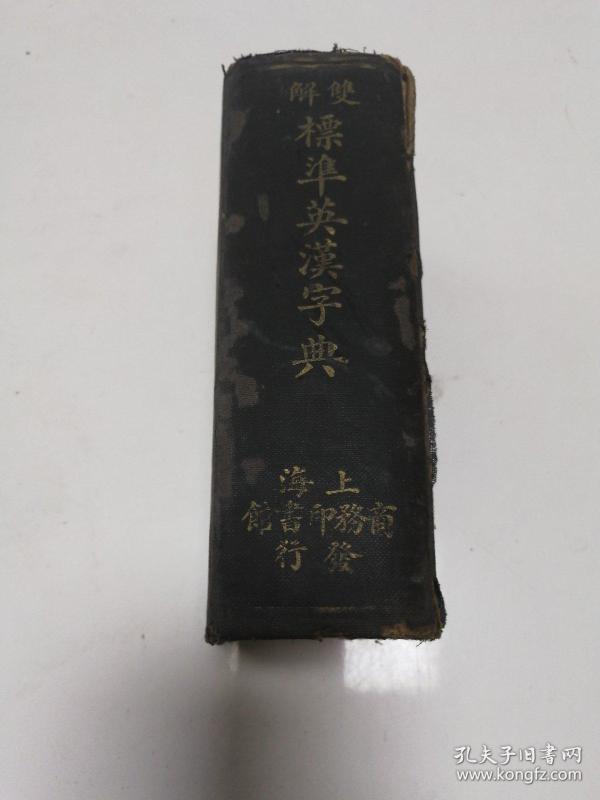 雙解
標準英漢字典
上海
商務印書館
發行
孔夫子旧書网
www.kongfz.com